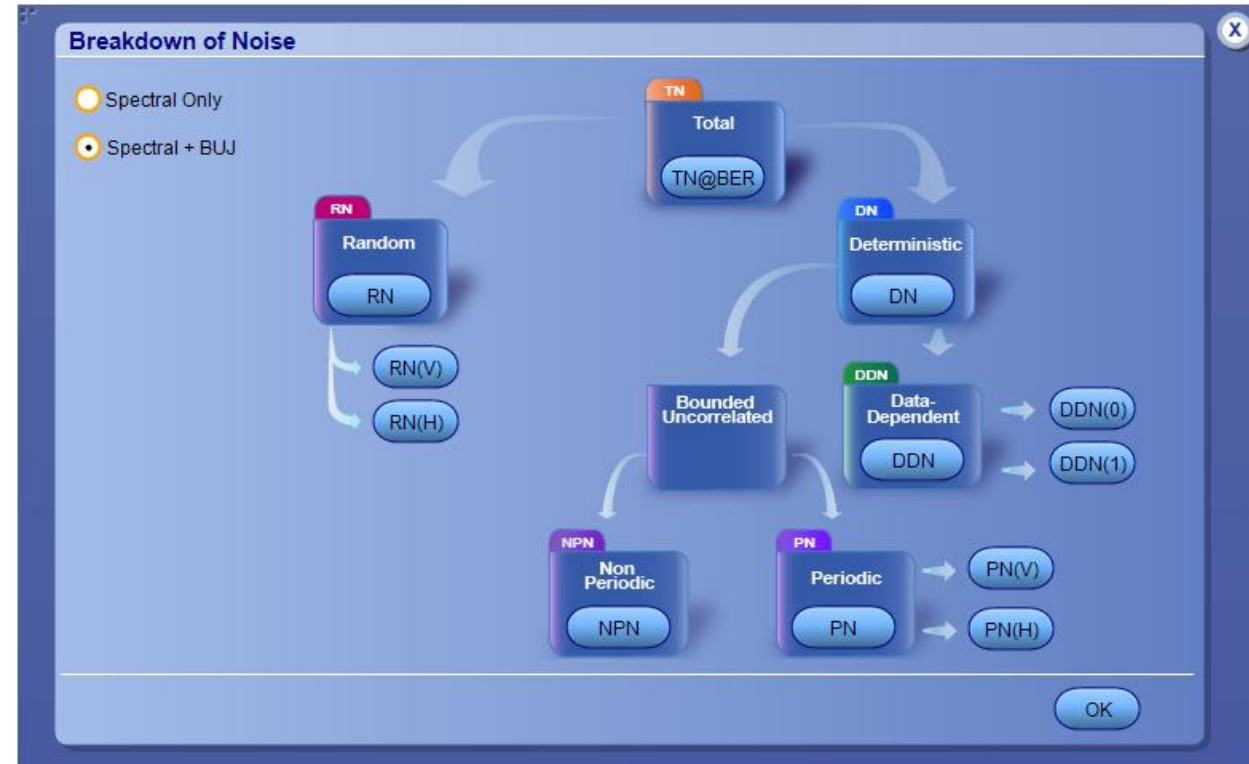 X
Breakdown of Noise
Spectral Only
Spectral + BUJ
TN
Total
TN@BER
RN
Random
RN
RN(V)
RN(H)
DN
Deterministic
DN
Bounded
Uncorrelated
DDN
Data-
Dependent
DDN
DDN(0)
DDN(1)
NPN
Non
Periodic
NPN
PN
Periodic
PN
PN(V)
PN(H)
OK